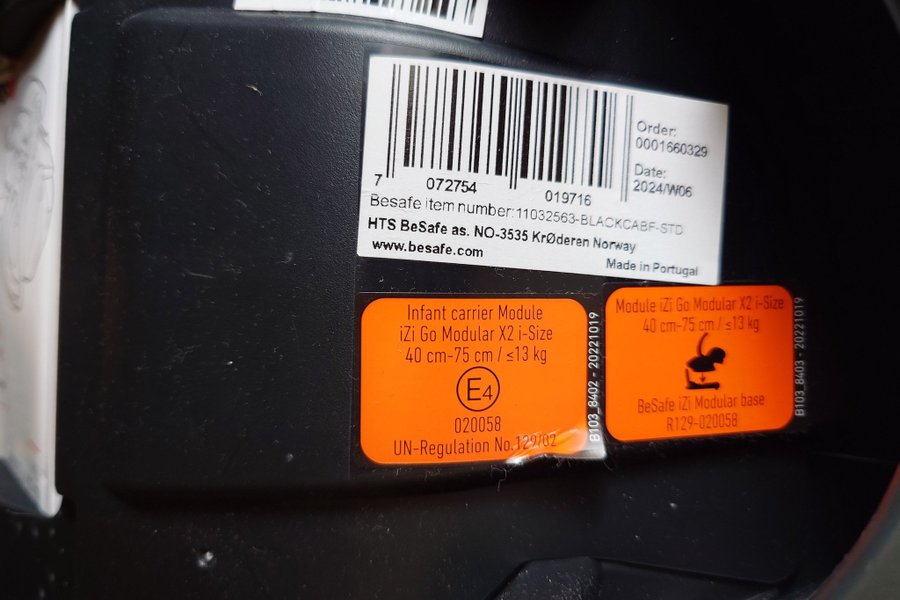 Order:
0001660329
Date:
2024/W06
7 072754 019716
Besafe item number:11032563-BLACKCABF-STD
HTS BeSafe as. NO-3535 KrØderen Norway
www.besafe.com
Made in Portugal
Infant carrier Module
iZi Go Modular X2 i-Size
40 cm-75 cm / ≤13 kg
E4
020058
UN-Regulation No.129/02
B103_8402 - 20221019
Module iZi Go Modular X2 i-Size
40 cm-75 cm / ≤13 kg
BeSafe iZi Modular base
R129-020058
B103_8403 - 20221019